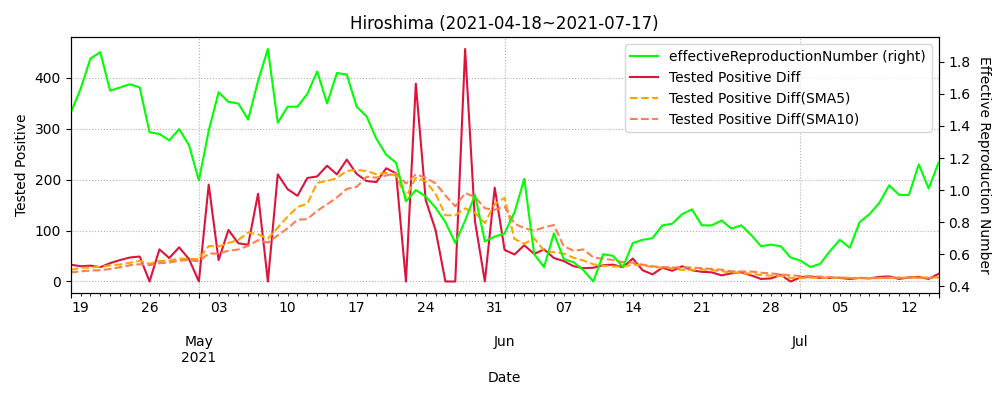 Hiroshima (2021-04-18~2021-07-17)
effectiveReproductionNumber (right)
Tested Positive Diff
Tested Positive Diff(SMA5)
Tested Positive Diff(SMA10)
Tested Positive
400
300
200
100
0
Effective Reproduction Number
1.8
1.6
1.4
1.2
1.0
0.8
0.6
0.4
19 26 03 10 17 24 31 07 14 21 28 05 12
May Jun Jul
2021
Date